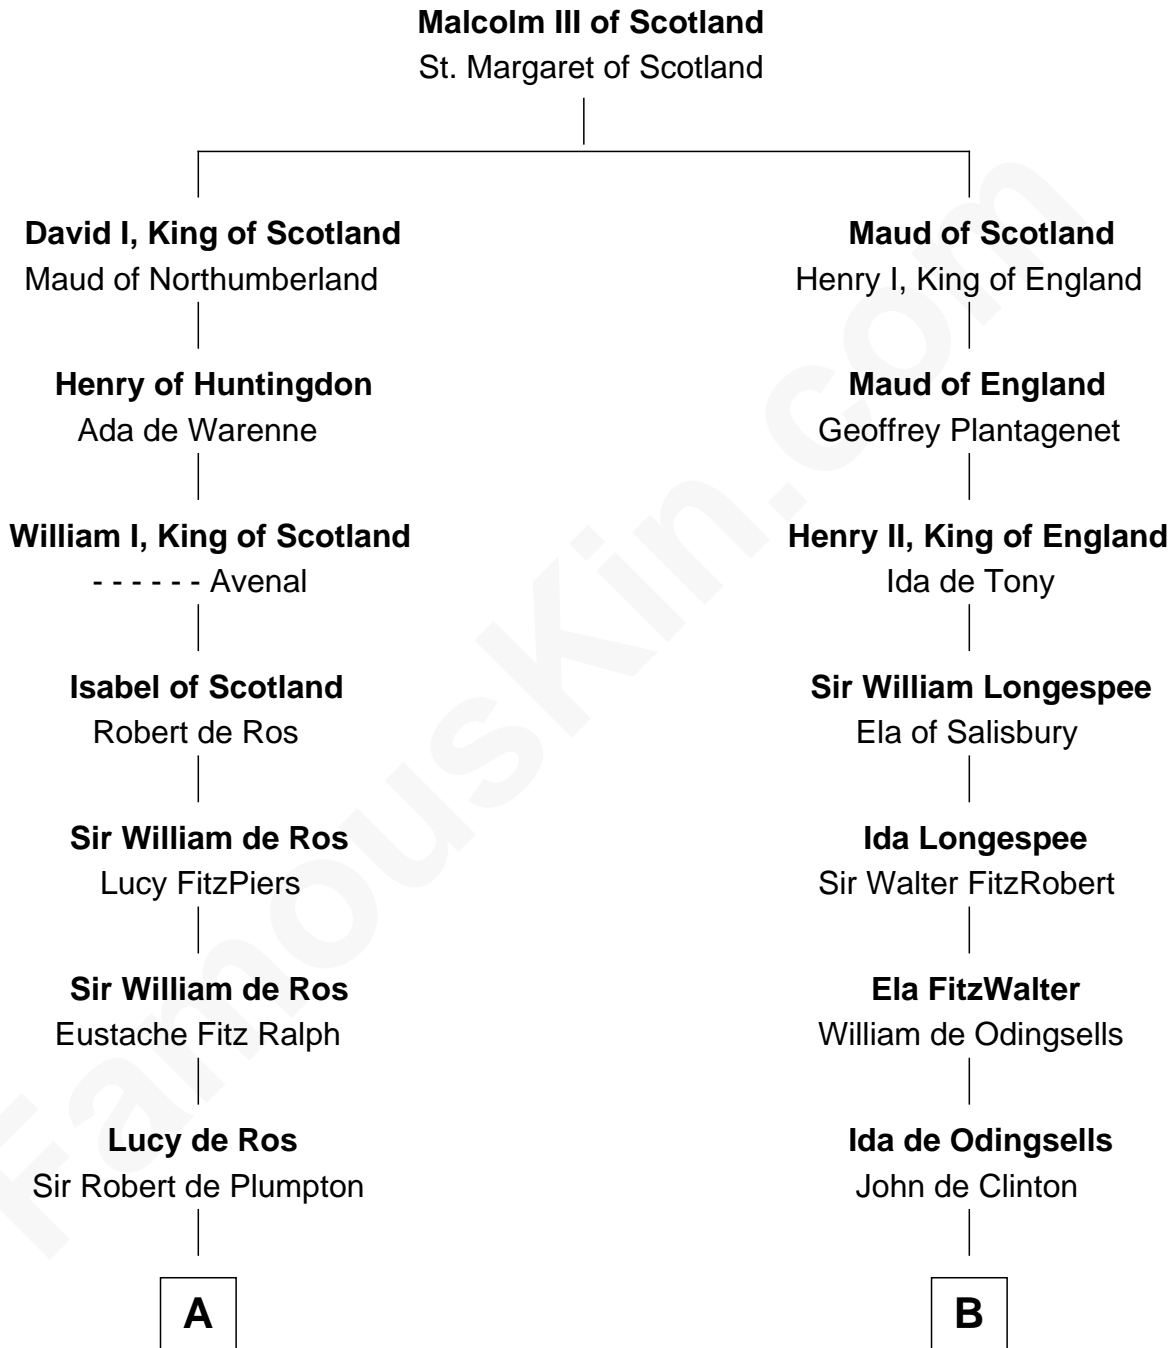 Malcolm III of Scotland
St. Margaret of Scotland
David I, King of Scotland
Maud of Northumberland
Henry of Huntingdon
Ada de Warenne
William I, King of Scotland
- - - - - - Avenal
Isabel of Scotland
Robert de Ros
Sir William de Ros
Lucy FitzPiers
Sir William de Ros
Eustache Fitz Ralph
Lucy de Ros
Sir Robert de Plumpton
A
Maud of Scotland
Henry I, King of England
Maud of England
Geoffrey Plantagenet
Henry II, King of England
Ida de Tony
Sir William Longespee
Ela of Salisbury
Ida Longespee
Sir Walter FitzRobert
Ela FitzWalter
William de Odingsells
Ida de Odingsells
John de Clinton
B
FamousKin.com